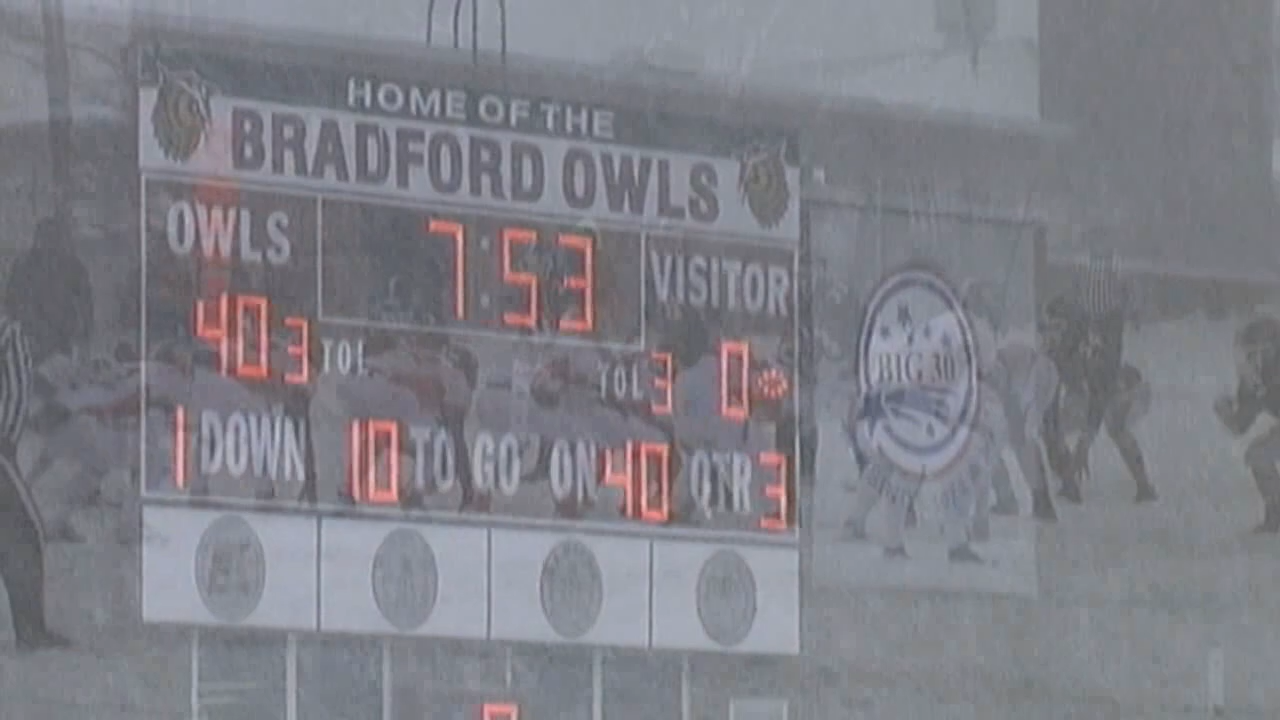 HOME OF THE
BRADFORD OWLS
OWLS 7:53 VISITOR
40 3 TOL TOL 3 0
1 DOWN 10 TO GO ON 40 QTR 3
BIG 30